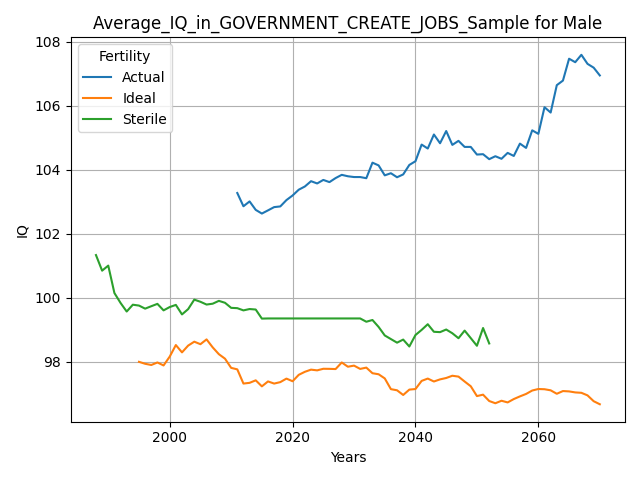 Average_IQ_in_GOVERNMENT_CREATE_JOBS_Sample for Male
Fertility
Actual
Ideal
Sterile
108
106
104
102
100
98
IQ
2000
2020
2040
2060
Years